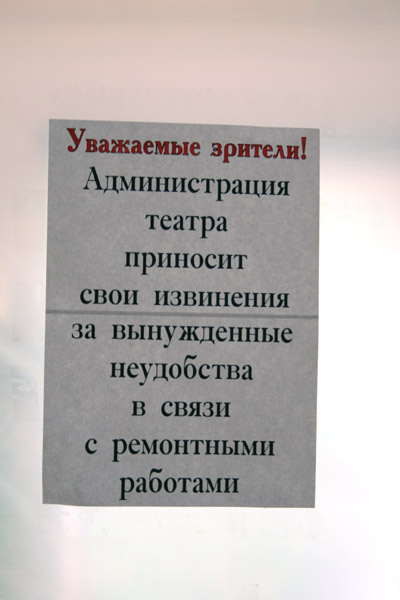 Уважаемые зрители!
Администрация
театра
приносит
свои извинения
за вынужденные
неудобства
в связи
с ремонтными
работами